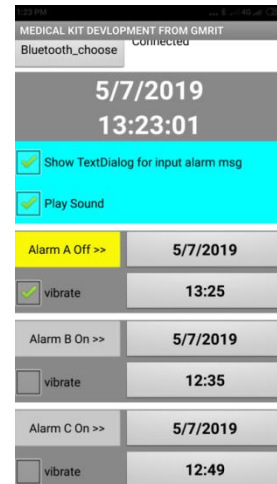 1:23 PM
MEDICAL KIT DEVLOPMENT FROM GMRIT
Bluetooth_choose Connected
5/7/2019
13:23:01
Show TextDialog for input alarm msg
Play Sound
Alarm A Off >> 5/7/2019
vibrate 13:25
Alarm B On >> 5/7/2019
vibrate 12:35
Alarm C On >> 5/7/2019
vibrate 12:49